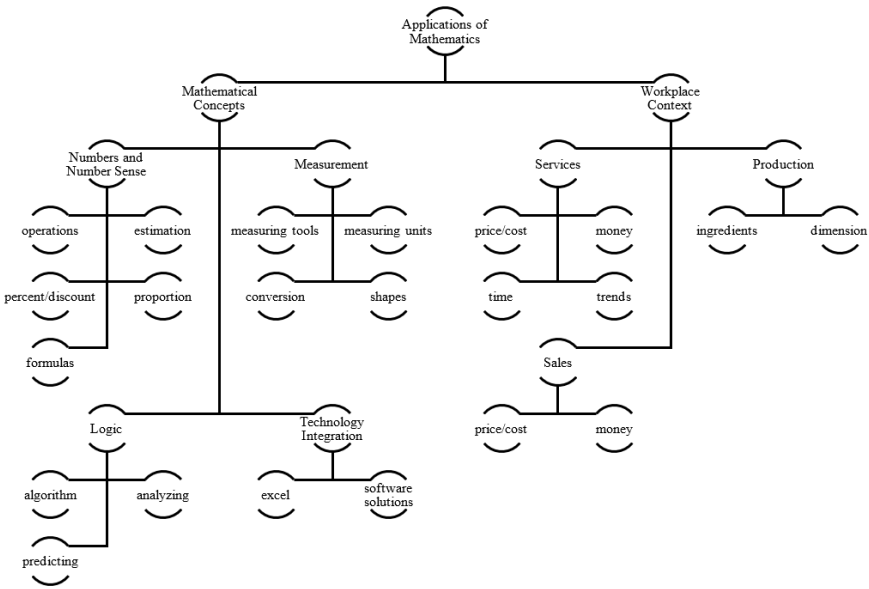 Applications of
Mathematics
Mathematical
Concepts
Workplace
Context
Numbers and
Number Sense
Measurement
Services
Production
operations
estimation
measuring tools
measuring units
price/cost
money
ingredients
dimension
percent/discount
proportion
conversion
shapes
time
trends
formulas
Sales
Logic
Technology
Integration
price/cost
money
algorithm
analyzing
excel
software
solutions
predicting